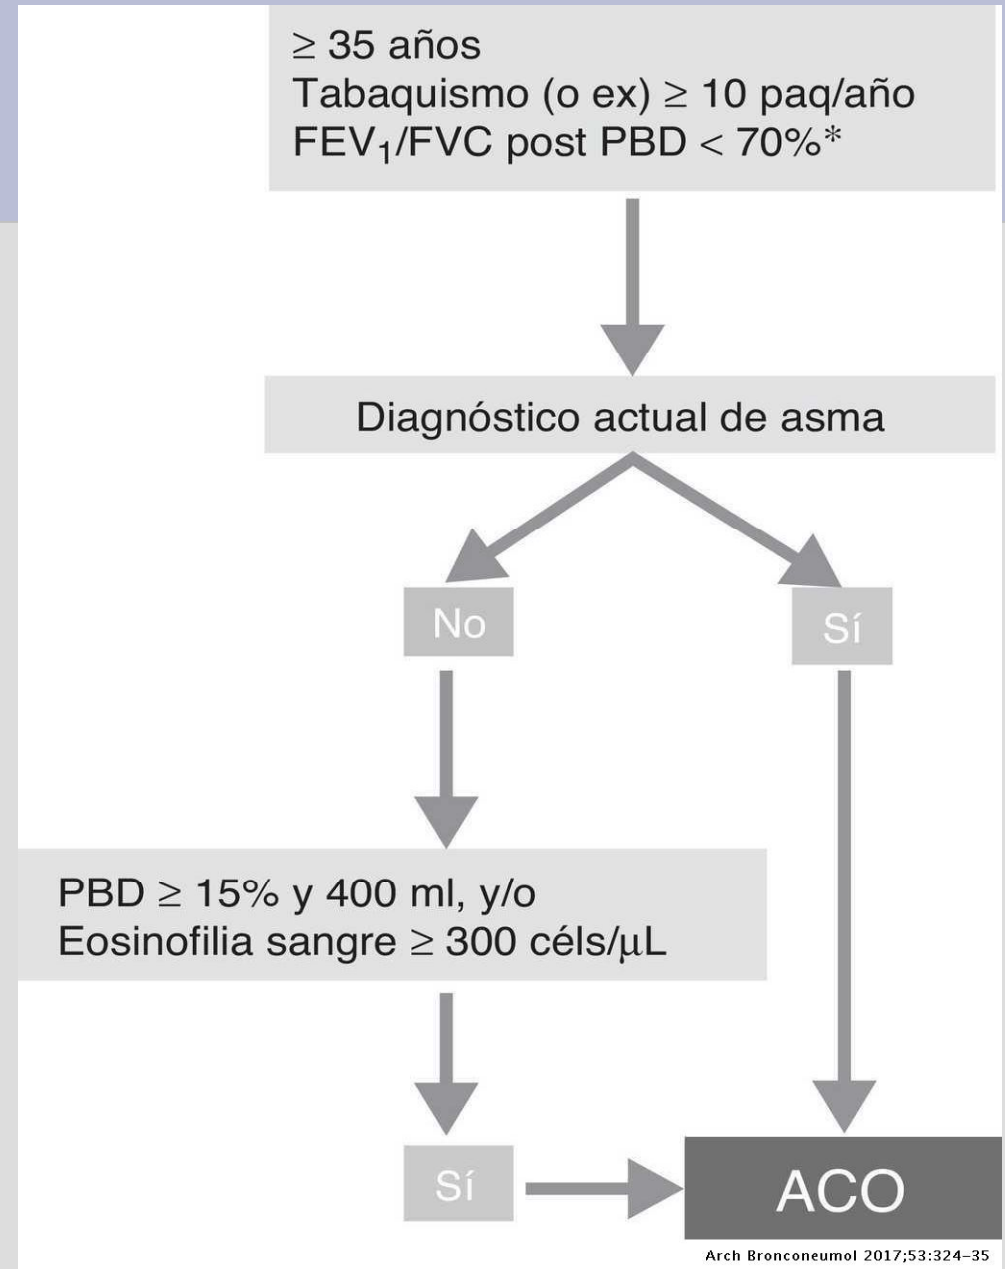 ≥ 35 años
Tabaquismo (o ex) ≥ 10 paq/año
FEV₁/FVC post PBD < 70%*
Diagnóstico actual de asma
No
Sí
PBD ≥ 15% y 400 ml, y/o
Eosinofilia sangre ≥ 300 céls/μL
Sí
ACO
Arch Bronconeumol 2017;53:324–35